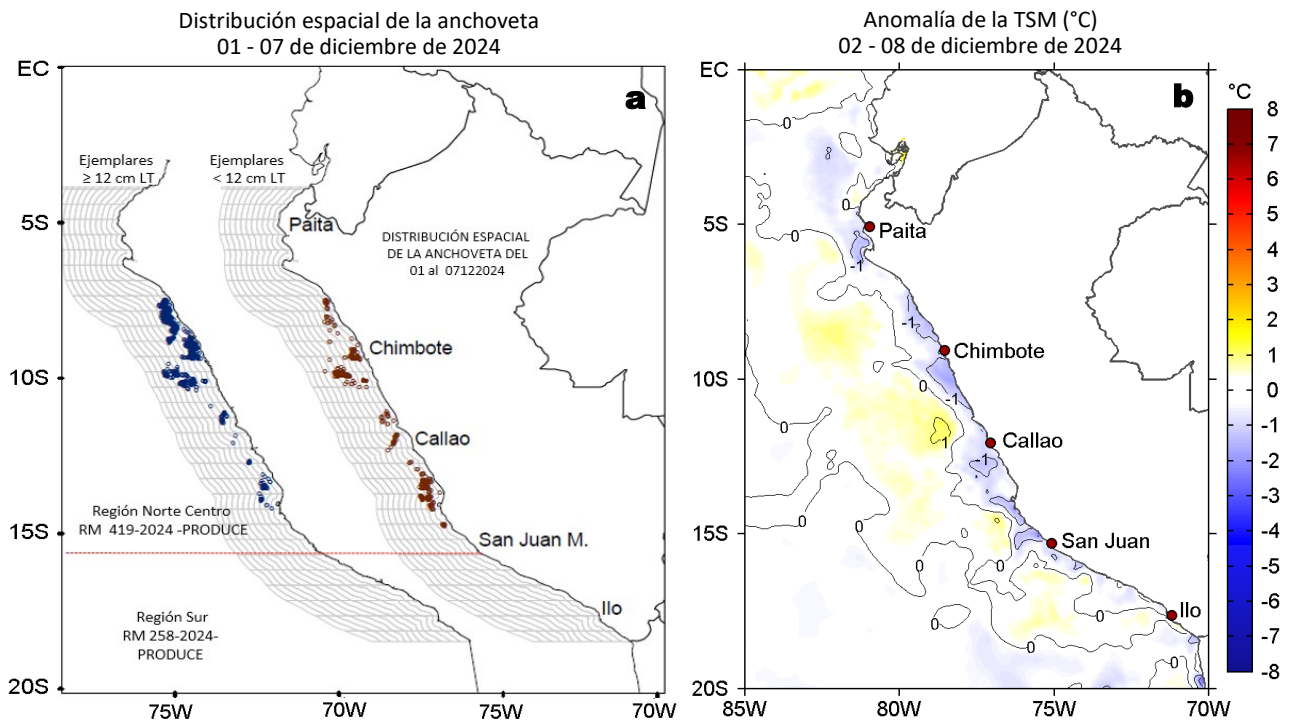 Distribución espacial de la anchoveta
01 - 07 de diciembre de 2024
EC
5S
10S
15S
20S
75W
70W
75W
70W
a
Ejemplares
≥ 12 cm LT
Ejemplares
< 12 cm LT
Paita
DISTRIBUCIÓN ESPACIAL
DE LA ANCHOVETA DEL
01 al 07122024
Chimbote
Callao
Región Norte Centro
RM 419-2024 -PRODUCE
San Juan M.
Ilo
Región Sur
RM 258-2024-
PRODUCE
Anomalía de la TSM (°C)
02 - 08 de diciembre de 2024
EC
5S
10S
15S
20S
85W
80W
75W
70W
b
0
0
0
Paita
-1
-1
Chimbote
0
-1
0
1
Callao
-1
0
0
San Juan
0
0
0
Ilo
0
0
0
°C
8
7
6
5
4
3
2
1
0
-1
-2
-3
-4
-5
-6
-7
-8